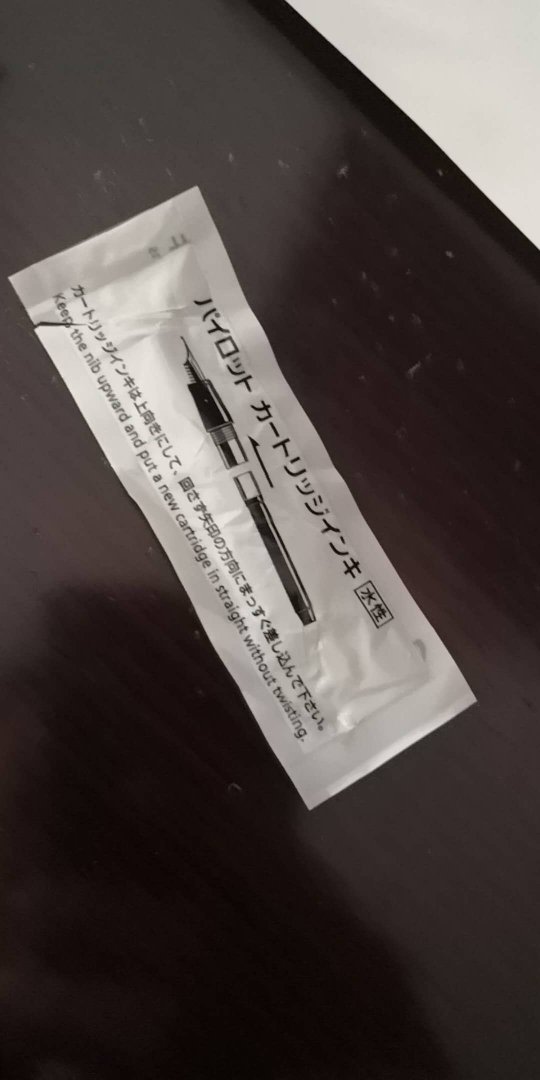 パイロット カートリッジインキ 水性
カートリッジインキは上向きにして、回さず矢印の方向にまっすぐ差し込んで下さい。
Keep the nib upward and put a new cartridge in straight without twisting.